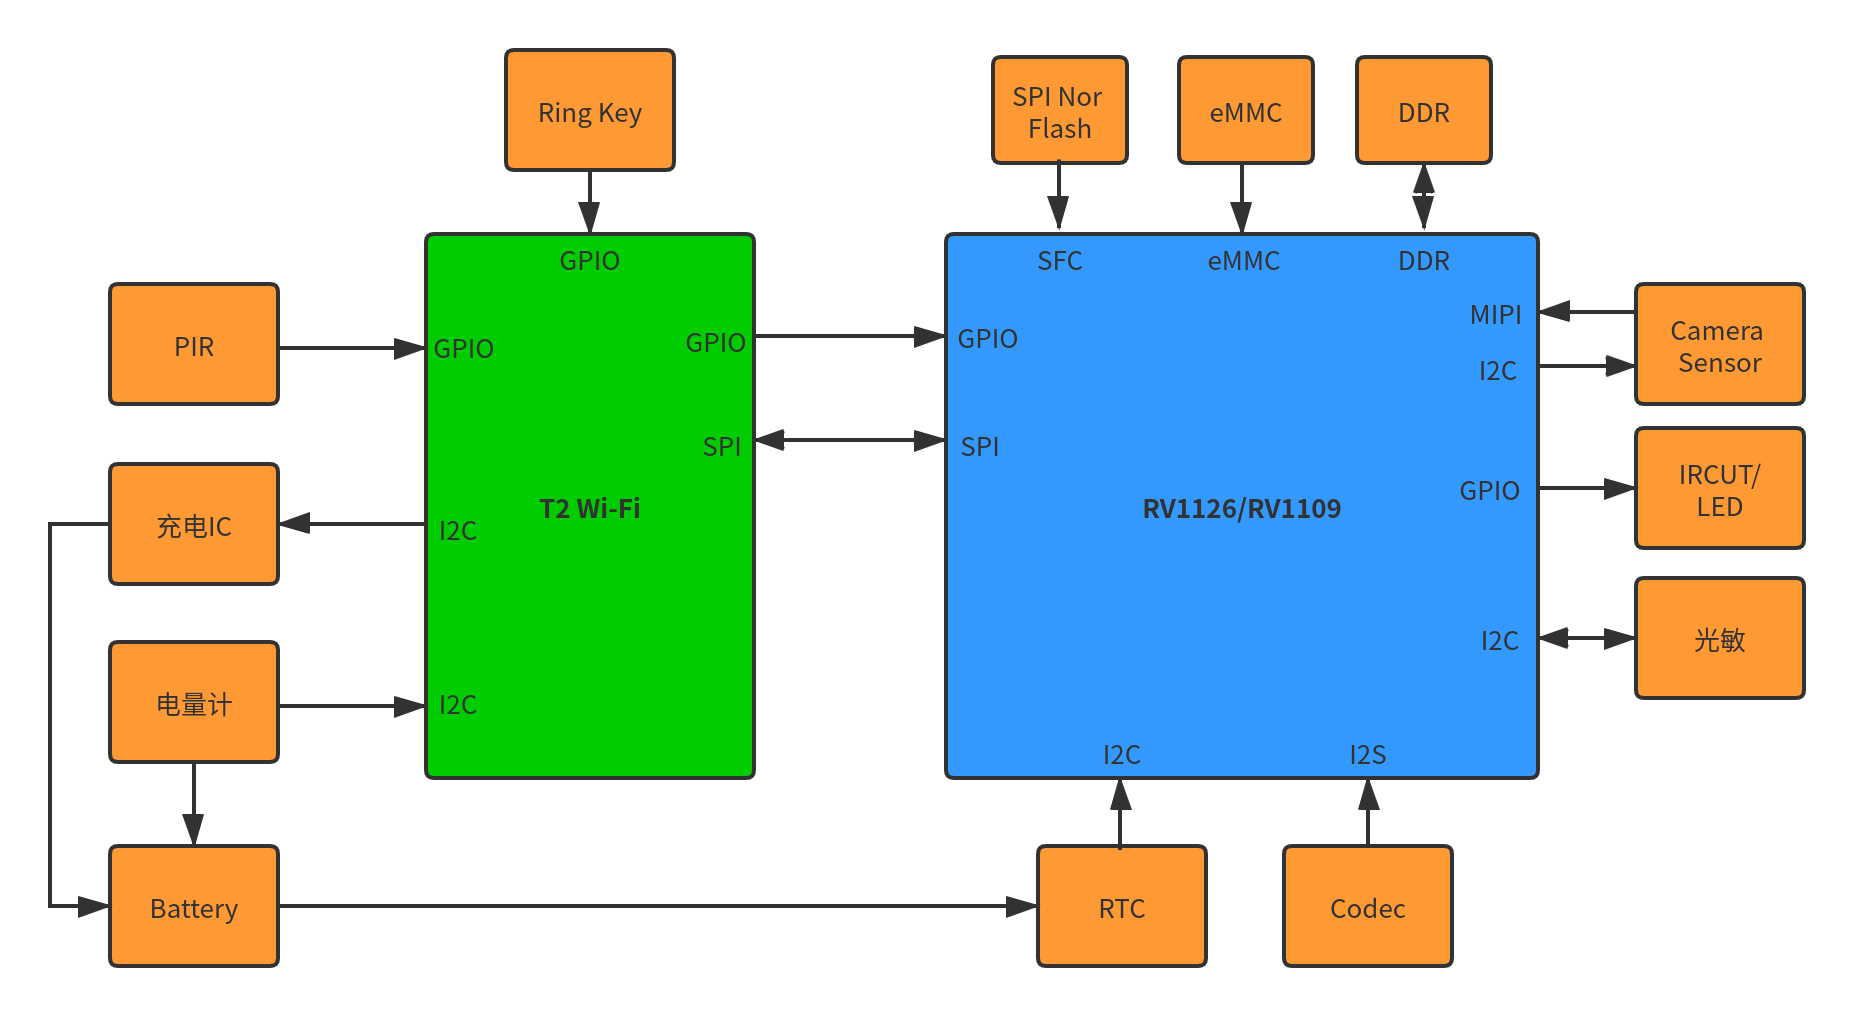 Ring Key
SPI Nor
Flash
eMMC
DDR
GPIO
SFC
eMMC
DDR
PIR
GPIO
GPIO
GPIO
MIPI
I2C
Camera
Sensor
SPI
SPI
充电IC
I2C
T2 Wi-Fi
RV1126/RV1109
GPIO
IRCUT/
LED
I2C
光敏
电量计
I2C
I2C
I2S
Battery
RTC
Codec